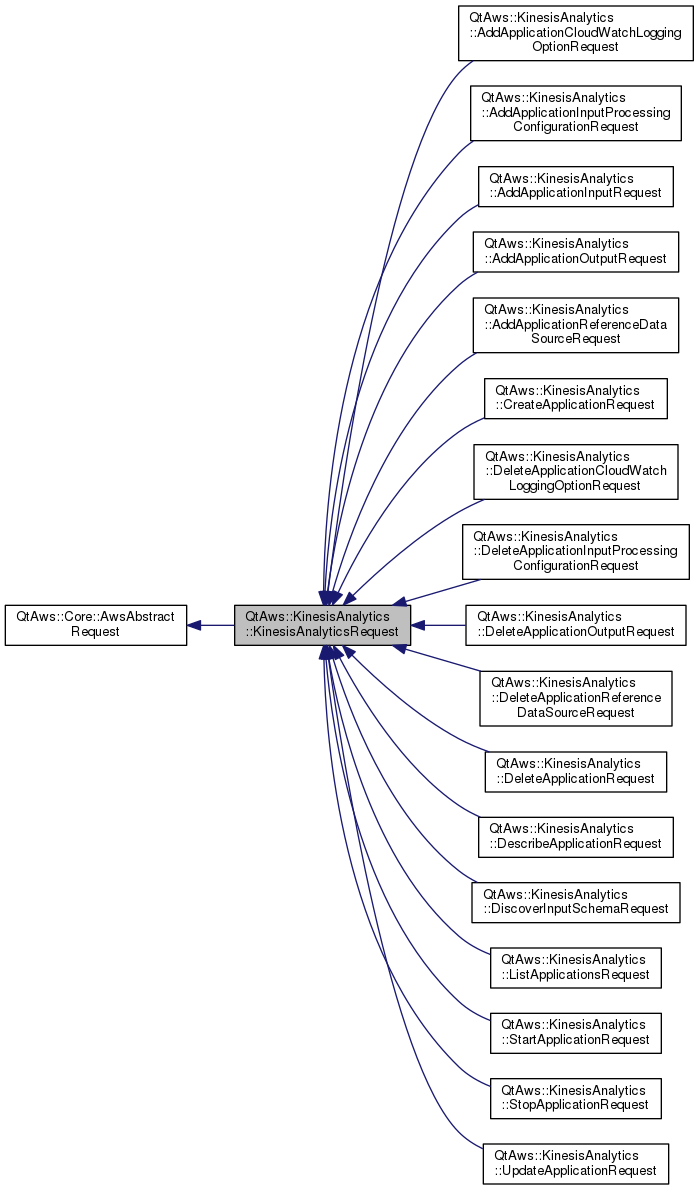 QtAws::KinesisAnalytics
::AddApplicationCloudWatchLogging
OptionRequest
QtAws::KinesisAnalytics
::AddApplicationInputProcessing
ConfigurationRequest
QtAws::KinesisAnalytics
::AddApplicationInputRequest
QtAws::KinesisAnalytics
::AddApplicationOutputRequest
QtAws::KinesisAnalytics
::AddApplicationReferenceData
SourceRequest
QtAws::KinesisAnalytics
::CreateApplicationRequest
QtAws::KinesisAnalytics
::DeleteApplicationCloudWatch
LoggingOptionRequest
QtAws::KinesisAnalytics
::DeleteApplicationInputProcessing
ConfigurationRequest
QtAws::Core::AwsAbstract
Request
QtAws::KinesisAnalytics
::KinesisAnalyticsRequest
QtAws::KinesisAnalytics
::DeleteApplicationOutputRequest
QtAws::KinesisAnalytics
::DeleteApplicationReference
DataSourceRequest
QtAws::KinesisAnalytics
::DeleteApplicationRequest
QtAws::KinesisAnalytics
::DescribeApplicationRequest
QtAws::KinesisAnalytics
::DiscoverInputSchemaRequest
QtAws::KinesisAnalytics
::ListApplicationsRequest
QtAws::KinesisAnalytics
::StartApplicationRequest
QtAws::KinesisAnalytics
::StopApplicationRequest
QtAws::KinesisAnalytics
::UpdateApplicationRequest